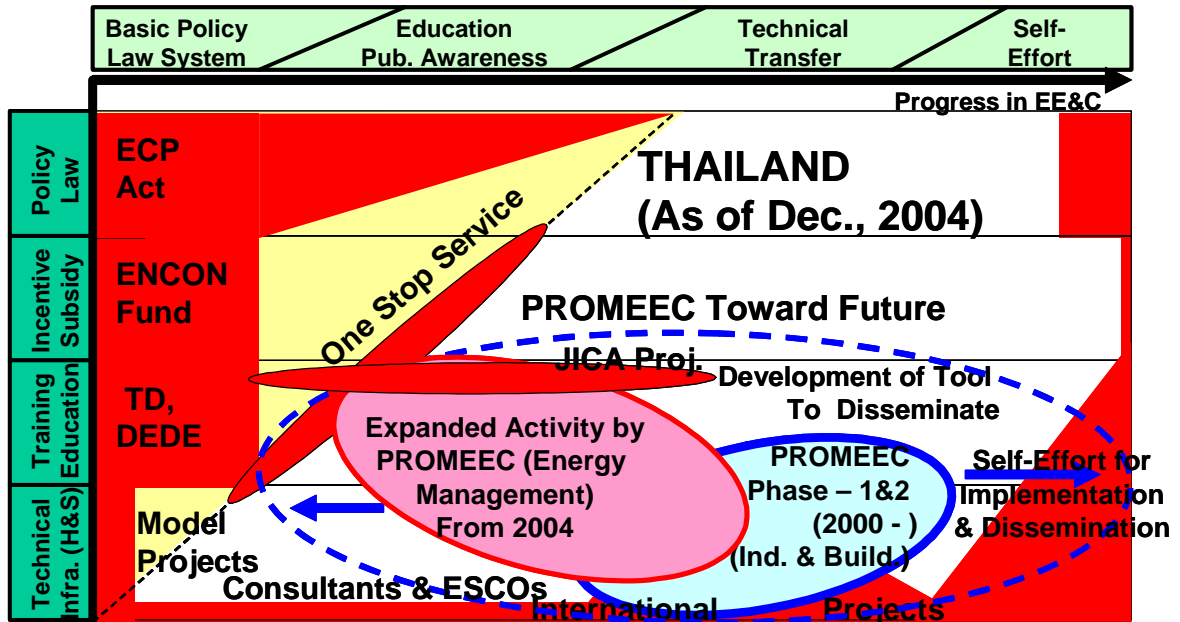 Basic Policy
Law System
Education
Pub. Awareness
Technical
Transfer
Self-
Effort
Progress in EE&C
Policy
Law
ECP
Act
THAILAND
(As of Dec., 2004)
One Stop Service
Incentive
Subsidy
ENCON
Fund
PROMEEC Toward Future
JICA Proj.
Training
Education
TD,
DEDE
Development of Tool
To Disseminate
Expanded Activity by
PROMEEC (Energy
Management)
From 2004
PROMEEC
Phase – 1&2
(2000 - )
(Ind. & Build.)
Self-Effort for
Implementation
& Dissemination
Technical
Infra. (H&S)
Model
Projects
Consultants & ESCOs
International Projects